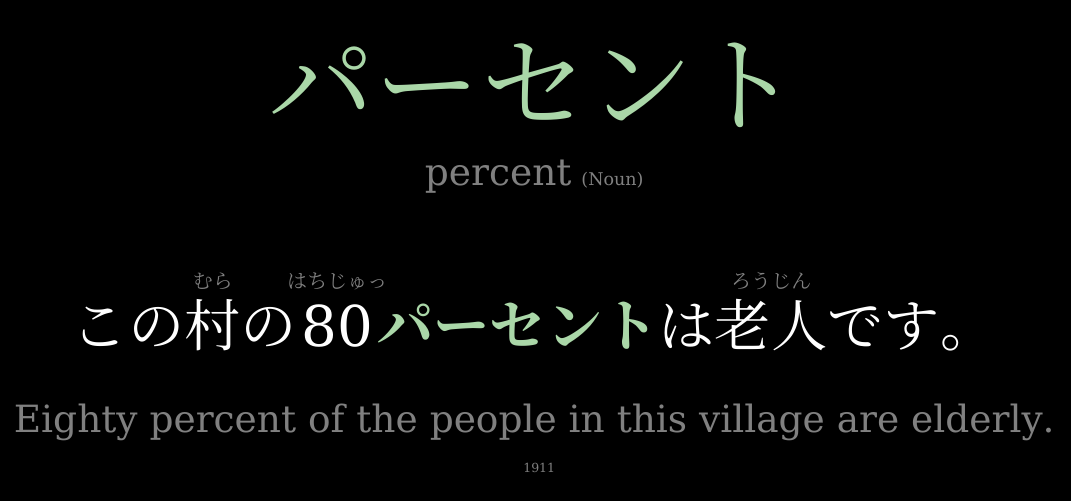 パーセント
percent (Noun)
むら はちじゅっ ろうじん
この村の80パーセントは老人です。
Eighty percent of the people in this village are elderly.
1911